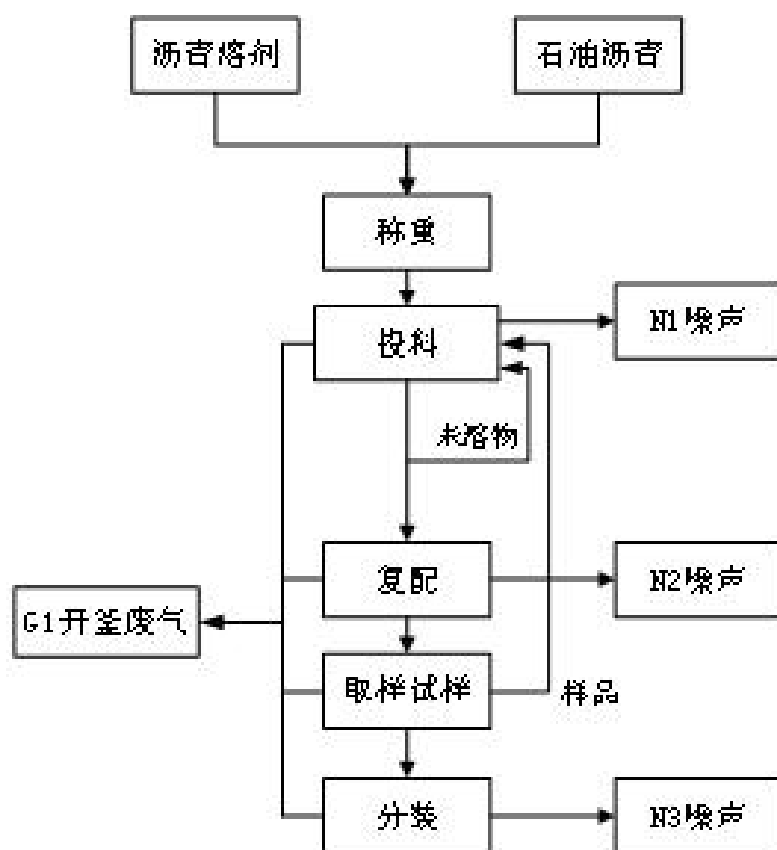 沥青熔剂
石油沥青
称重
投料
N1噪声
未溶物
复配
N2噪声
G1开釜废气
取样试样
样品
分装
N3噪声